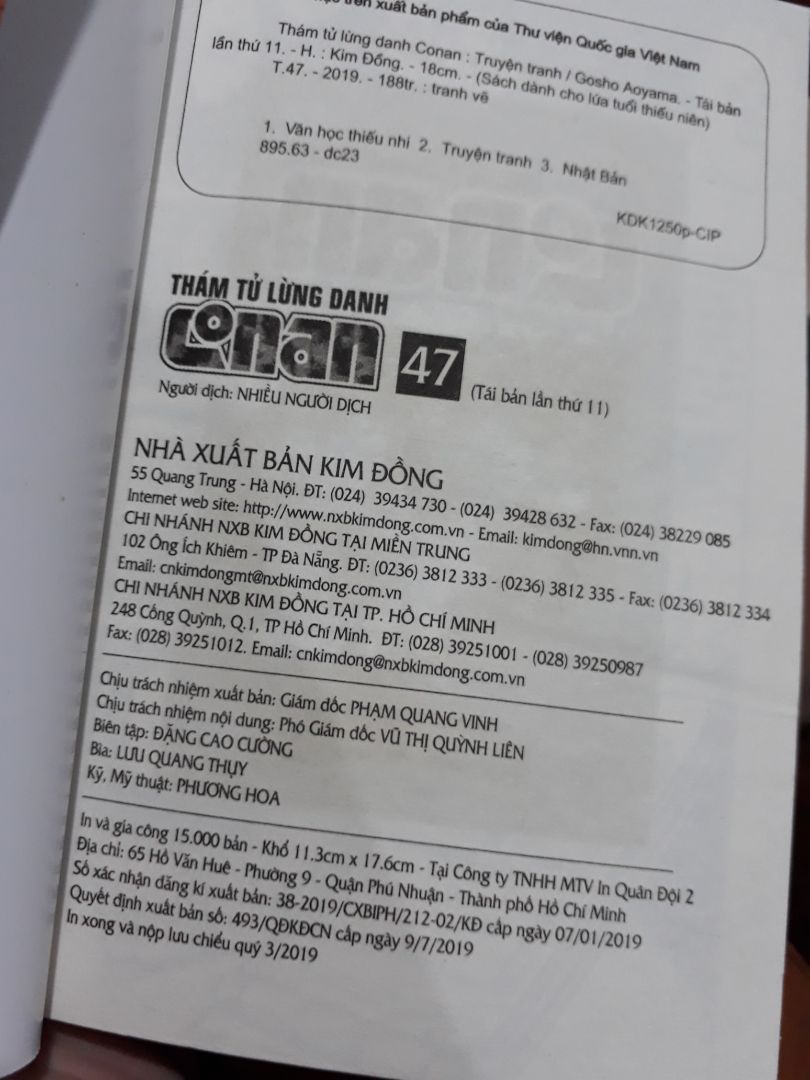 trên xuất bản phẩm của Thư viện Quốc gia Việt Nam
Thám tử lừng danh Conan : Truyện tranh / Gosho Aoyama. - Tái bản
lần thứ 11. - H. : Kim Đồng. - 18cm. - (Sách dành cho lứa tuổi thiếu niên)
T.47. - 2019. - 188tr. : tranh vẽ
1. Văn học thiếu nhi 2. Truyện tranh 3. Nhật Bản
895.63 - dc23
KDK1250p-CIP
THÁM TỬ LỪNG DANH
Conan 47 (Tái bản lần thứ 11)
Người dịch: NHIỀU NGƯỜI DỊCH
NHÀ XUẤT BẢN KIM ĐỒNG
55 Quang Trung - Hà Nội. ĐT: (024) 39434 730 - (024) 39428 632 - Fax: (024) 38229 085
Internet web site: http://www.nxbkimdong.com.vn - Email: kimdong@hn.vnn.vn
CHI NHÁNH NXB KIM ĐỒNG TẠI MIỀN TRUNG
102 Ông Ích Khiêm - TP Đà Nẵng. ĐT: (0236) 3812 333 - (0236) 3812 335 - Fax: (0236) 3812 334
Email: cnkimdongmt@nxbkimdong.com.vn
CHI NHÁNH NXB KIM ĐỒNG TẠI TP. HỒ CHÍ MINH
248 Cống Quỳnh, Q.1, TP Hồ Chí Minh. ĐT: (028) 39251001 - (028) 39250987
Fax: (028) 39251012. Email: cnkimdong@nxbkimdong.com.vn
Chịu trách nhiệm xuất bản: Giám đốc PHẠM QUANG VINH
Chịu trách nhiệm nội dung: Phó Giám đốc VŨ THỊ QUỲNH LIÊN
Biên tập: ĐẶNG CAO CƯỜNG
Bìa: LƯU QUANG THỤY
Kỹ, Mỹ thuật: PHƯƠNG HOA
In và gia công 15.000 bản - Khổ 11.3cm x 17.6cm - Tại Công ty TNHH MTV In Quân Đội 2
Địa chỉ: 65 Hồ Văn Huê - Phường 9 - Quận Phú Nhuận - Thành phố Hồ Chí Minh
Số xác nhận đăng kí xuất bản: 38-2019/CXBIPH/212-02/KĐ cấp ngày 07/01/2019
Quyết định xuất bản số: 493/QĐKĐCN cấp ngày 9/7/2019
In xong và nộp lưu chiểu quý 3/2019